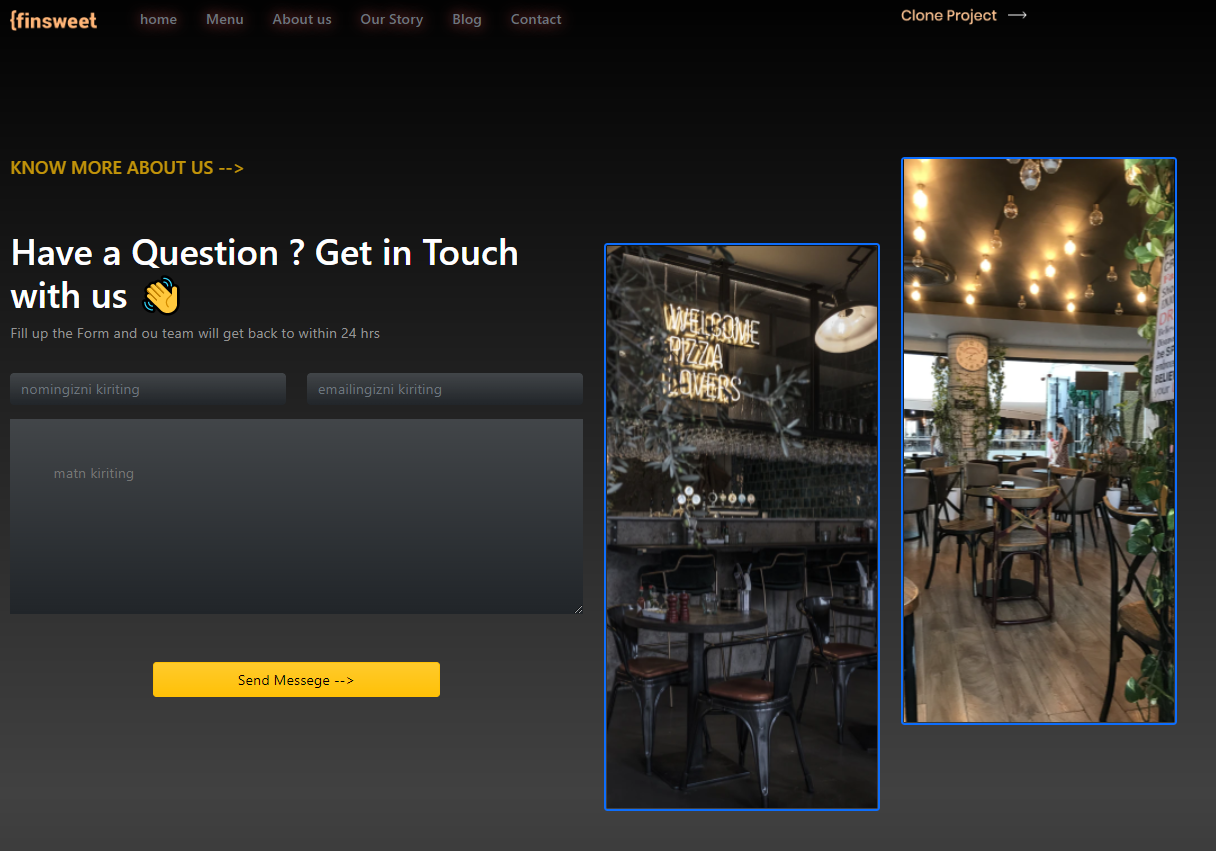 {finsweet
home Menu About us Our Story Blog Contact
Clone Project
KNOW MORE ABOUT US -->
Have a Question ? Get in Touch
with us 👋
Fill up the Form and ou team will get back to within 24 hrs
nomingizni kiriting
emailingizni kiriting
matn kiriting
Send Messege -->
WELCOME
PIZZA
LOVERS